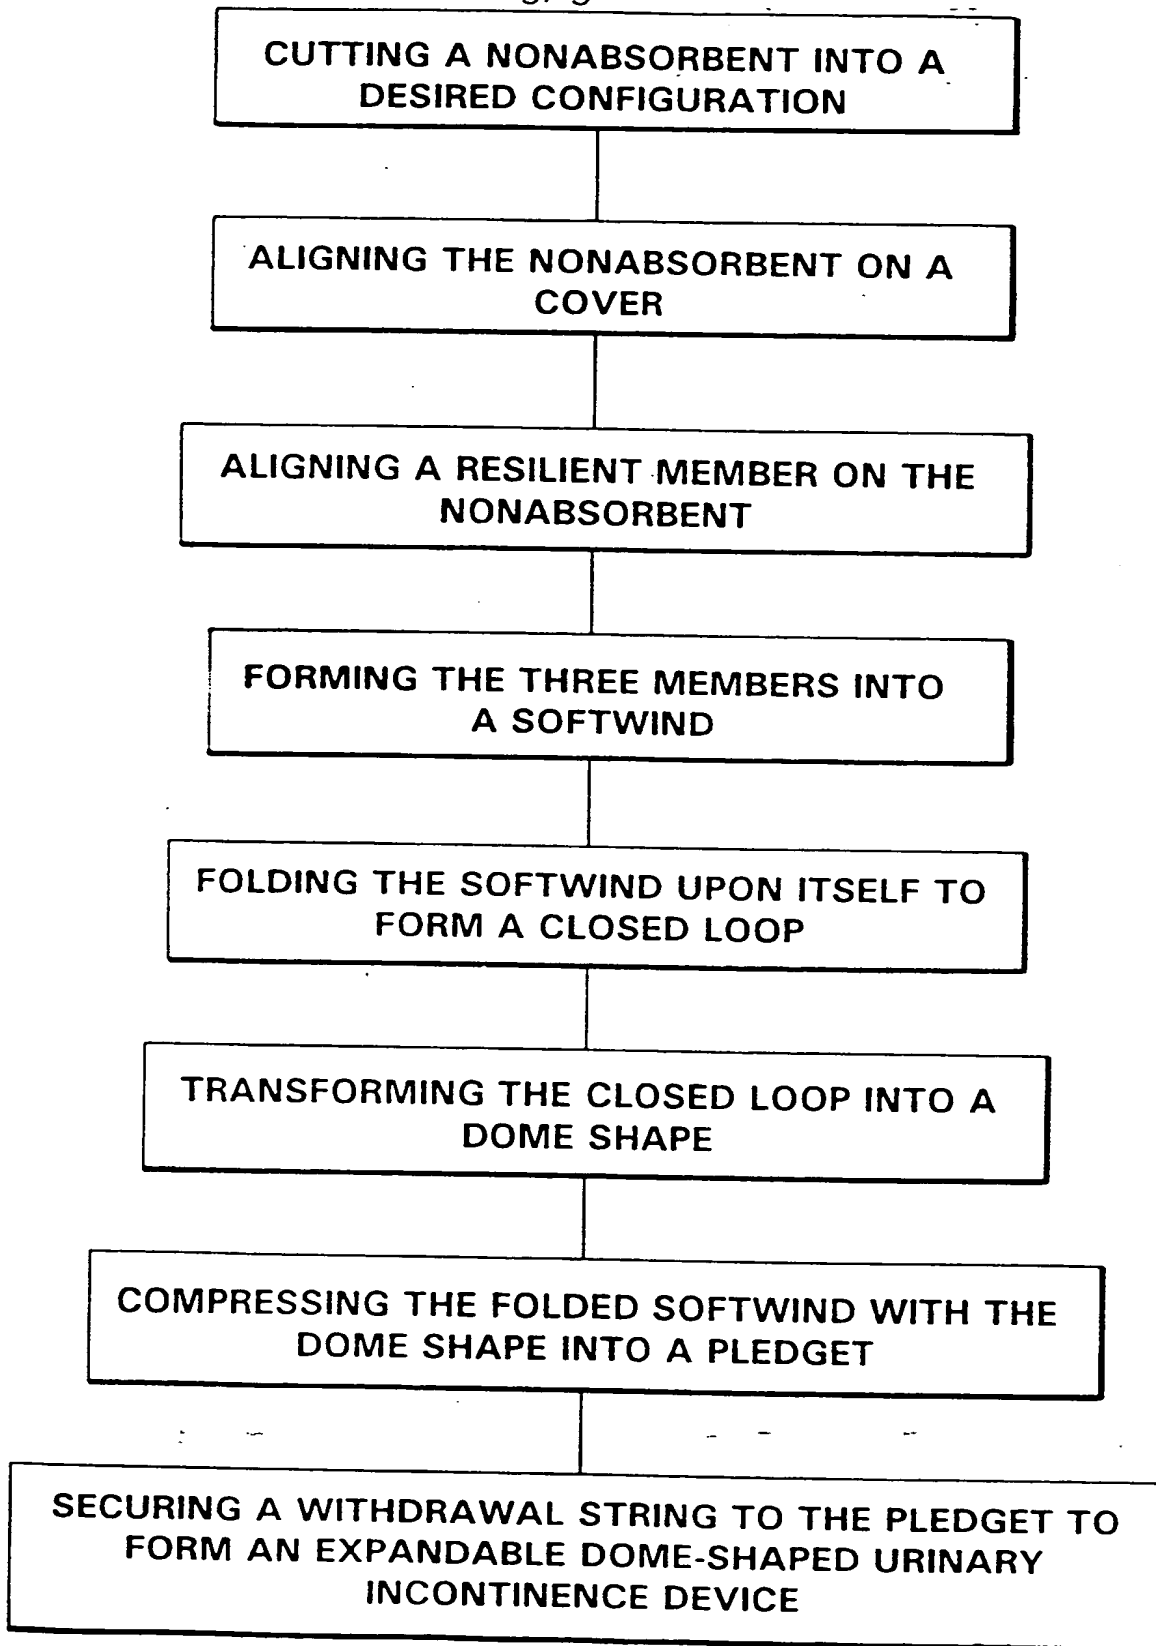 CUTTING A NONABSORBENT INTO A
DESIRED CONFIGURATION
ALIGNING THE NONABSORBENT ON A
COVER
ALIGNING A RESILIENT MEMBER ON THE
NONABSORBENT
FORMING THE THREE MEMBERS INTO
A SOFTWIND
FOLDING THE SOFTWIND UPON ITSELF TO
FORM A CLOSED LOOP
TRANSFORMING THE CLOSED LOOP INTO A
DOME SHAPE
COMPRESSING THE FOLDED SOFTWIND WITH THE
DOME SHAPE INTO A PLEDGET
SECURING A WITHDRAWAL STRING TO THE PLEDGET TO
FORM AN EXPANDABLE DOME-SHAPED URINARY
INCONTINENCE DEVICE